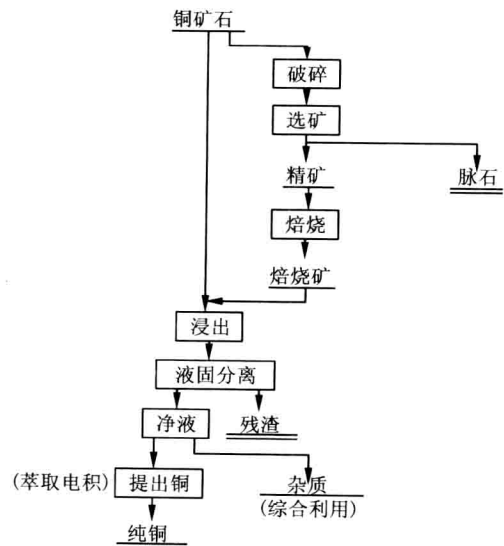 铜矿石
破碎
选矿
精矿
脉石
焙烧
焙烧矿
浸出
液固分离
净液
残渣
(萃取电积)
提出铜
杂质
(综合利用)
纯铜